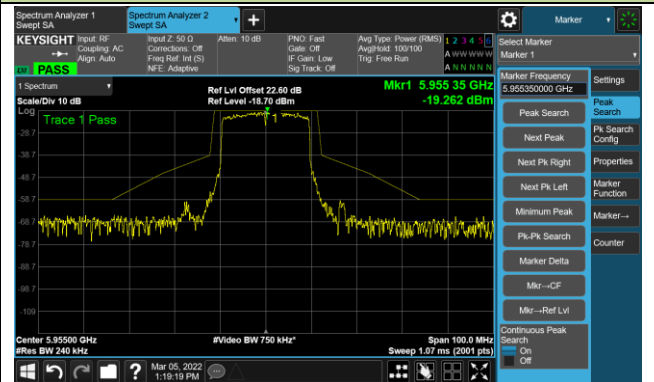 Spectrum Analyzer 1
Swept SA
Spectrum Analyzer 2
Swept SA
+
Marker
KEYSIGHT
Input: RF
Coupling: AC
Align: Auto
Input Z: 50 Ω
Corrections: Off
Freq Ref: Int (S)
NFE: Adaptive
Atten: 10 dB
PNO: Fast
Gate: Off
IF Gain: Low
Sig Track: Off
Avg Type: Power (RMS)
Avg|Hold: 100/100
Trig: Free Run
1 2 3 4 5 6
A W W W W W
A N N N N N
PASS
Select Marker
Marker 1
1 Spectrum
Scale/Div 10 dB
Ref Lvl Offset 22.60 dB
Ref Level -18.70 dBm
Mkr1 5.955 35 GHz
-19.262 dBm
Log
Trace 1 Pass
-28.7
-38.7
-48.7
-58.7
-68.7
-78.7
-88.7
-98.7
-109
Center 5.95500 GHz
#Res BW 240 kHz
#Video BW 750 kHz*
Span 100.0 MHz
Sweep 1.07 ms (2001 pts)
Marker Frequency
5.955350000 GHz
Peak Search
Next Peak
Next Pk Right
Next Pk Left
Minimum Peak
Pk-Pk Search
Marker Delta
Mkr→CF
Mkr→Ref Lvl
Continuous Peak
Search
On
Off
Settings
Peak
Search
Pk Search
Config
Properties
Marker
Function
Marker→
Counter
?
Mar 05, 2022
1:19:19 PM